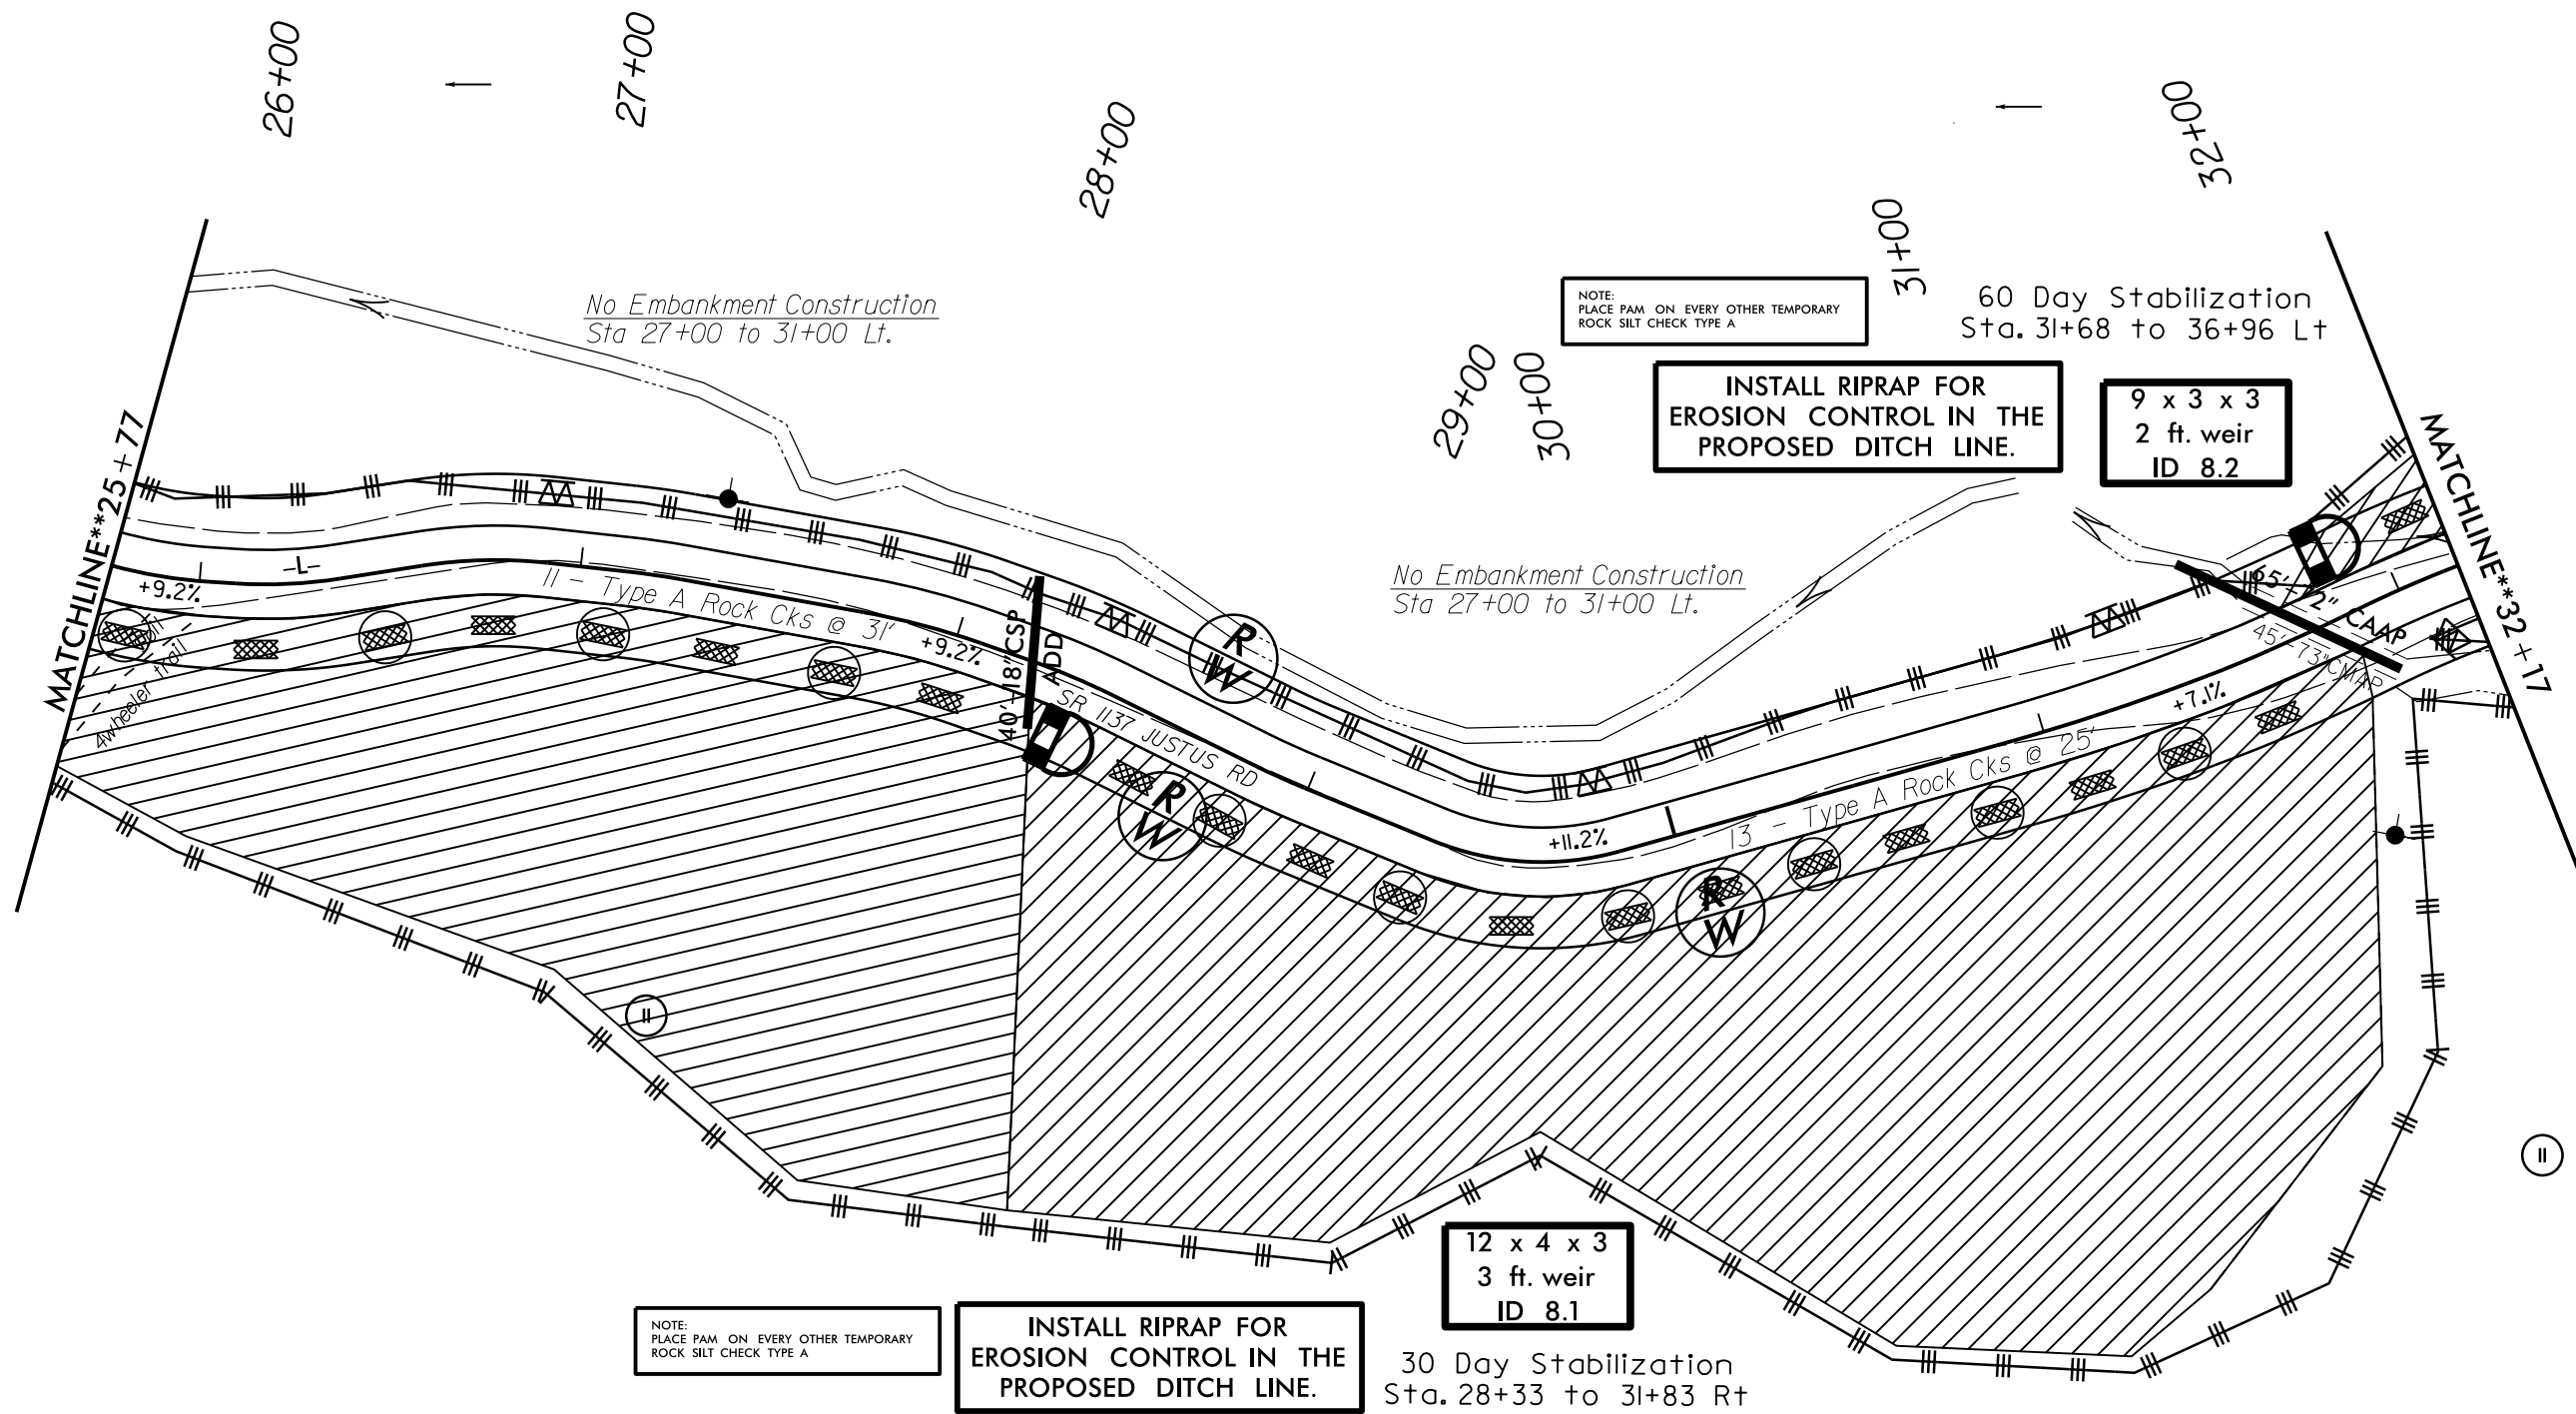 26+00
27+00
28+00
29+00
30+00
31+00
32+00
No Embankment Construction
Sta 27+00 to 31+00 Lt.
NOTE:
PLACE PAM ON EVERY OTHER TEMPORARY
ROCK SILT CHECK TYPE A
60 Day Stabilization
Sta. 31+68 to 36+96 Lt
INSTALL RIPRAP FOR
EROSION CONTROL IN THE
PROPOSED DITCH LINE.
9 x 3 x 3
2 ft. weir
ID 8.2
MATCHLINE**25+77
MATCHLINE**32+17
No Embankment Construction
Sta 27+00 to 31+00 Lt.
-L-
+9.2%
11 - Type A Rock Cks @ 31'
+9.2%
4wheeler trail
40'-18"CSP
ADD
SR 1137 JUSTUS RD
R
W
R
W
R
W
+11.2%
13 - Type A Rock Cks @ 25'
+7.1%
CAAP
11
11
12 x 4 x 3
3 ft. weir
ID 8.1
NOTE:
PLACE PAM ON EVERY OTHER TEMPORARY
ROCK SILT CHECK TYPE A
INSTALL RIPRAP FOR
EROSION CONTROL IN THE
PROPOSED DITCH LINE.
30 Day Stabilization
Sta. 28+33 to 31+83 Rt